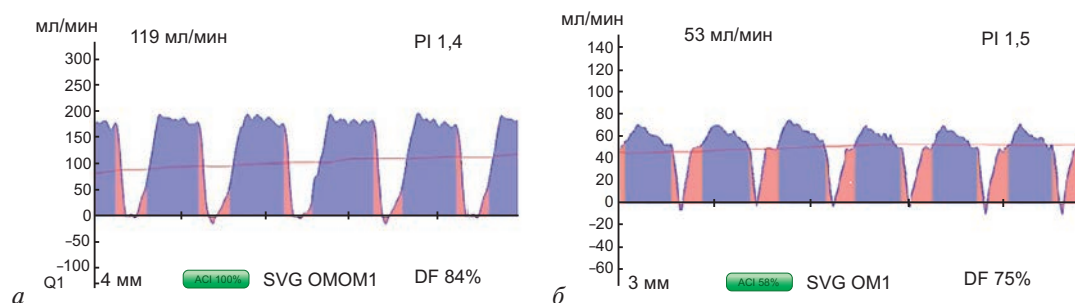 мл/мин
119 мл/мин
PI 1,4
300
250
200
150
100
50
0
–50
–100
Q1
4 мм
ACI 100%
SVG OMOM1
DF 84%
а
мл/мин
53 мл/мин
PI 1,5
140
120
100
80
60
40
20
0
–20
–40
–60
3 мм
ACI 58%
SVG OM1
DF 75%
б